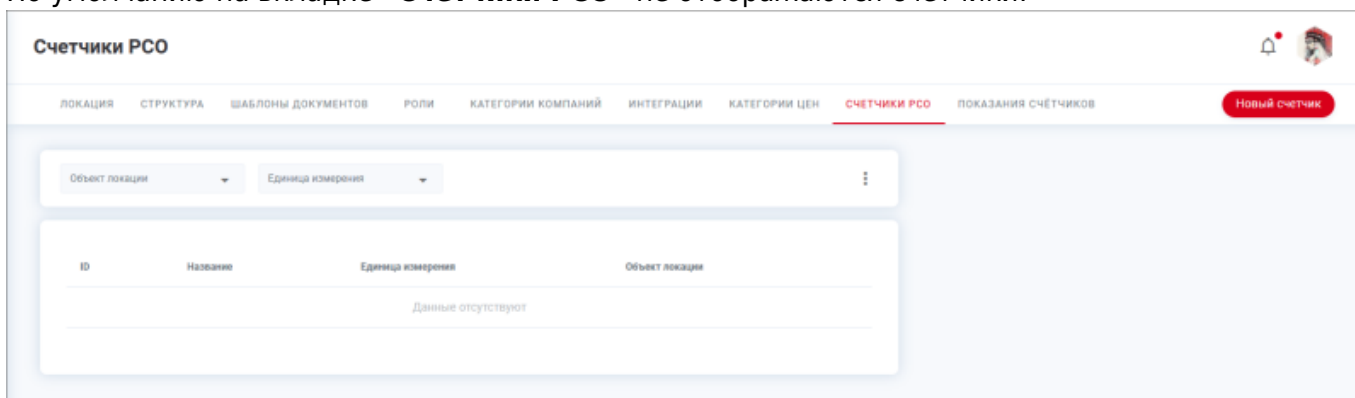 Счетчики РСО
ЛОКАЦИЯ СТРУКТУРА ШАБЛОНЫ ДОКУМЕНТОВ РОЛИ КАТЕГОРИИ КОМПАНИЙ ИНТЕГРАЦИИ КАТЕГОРИИ ЦЕН СЧЕТЧИКИ РСО ПОКАЗАНИЯ СЧЁТЧИКОВ Новый счетчик
Объект локации Единица измерения
ID Название Единица измерения Объект локации
Данные отсутствуют